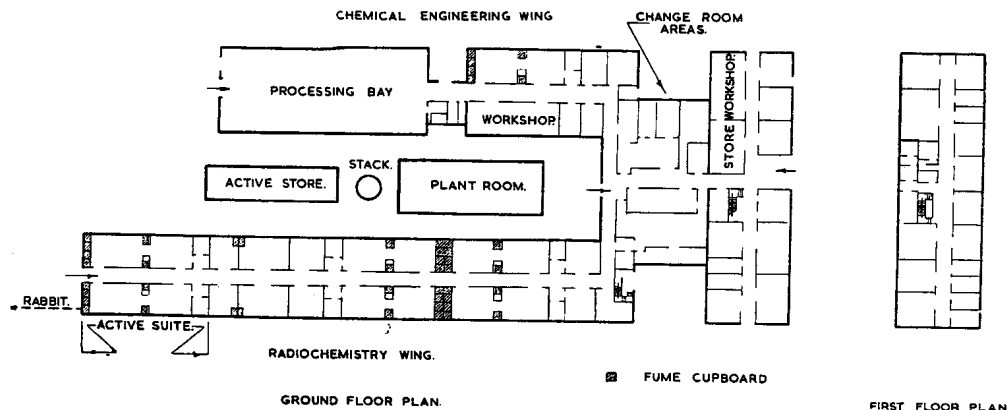 CHEMICAL ENGINEERING WING
CHANGE ROOM
AREAS.
PROCESSING BAY
WORKSHOP.
STORE WORKSHOP.
STACK.
ACTIVE STORE.
PLANT ROOM.
RABBIT.
ACTIVE SUITE.
RADIOCHEMISTRY WING.
FUME CUPBOARD
GROUND FLOOR PLAN.
FIRST FLOOR PLAN